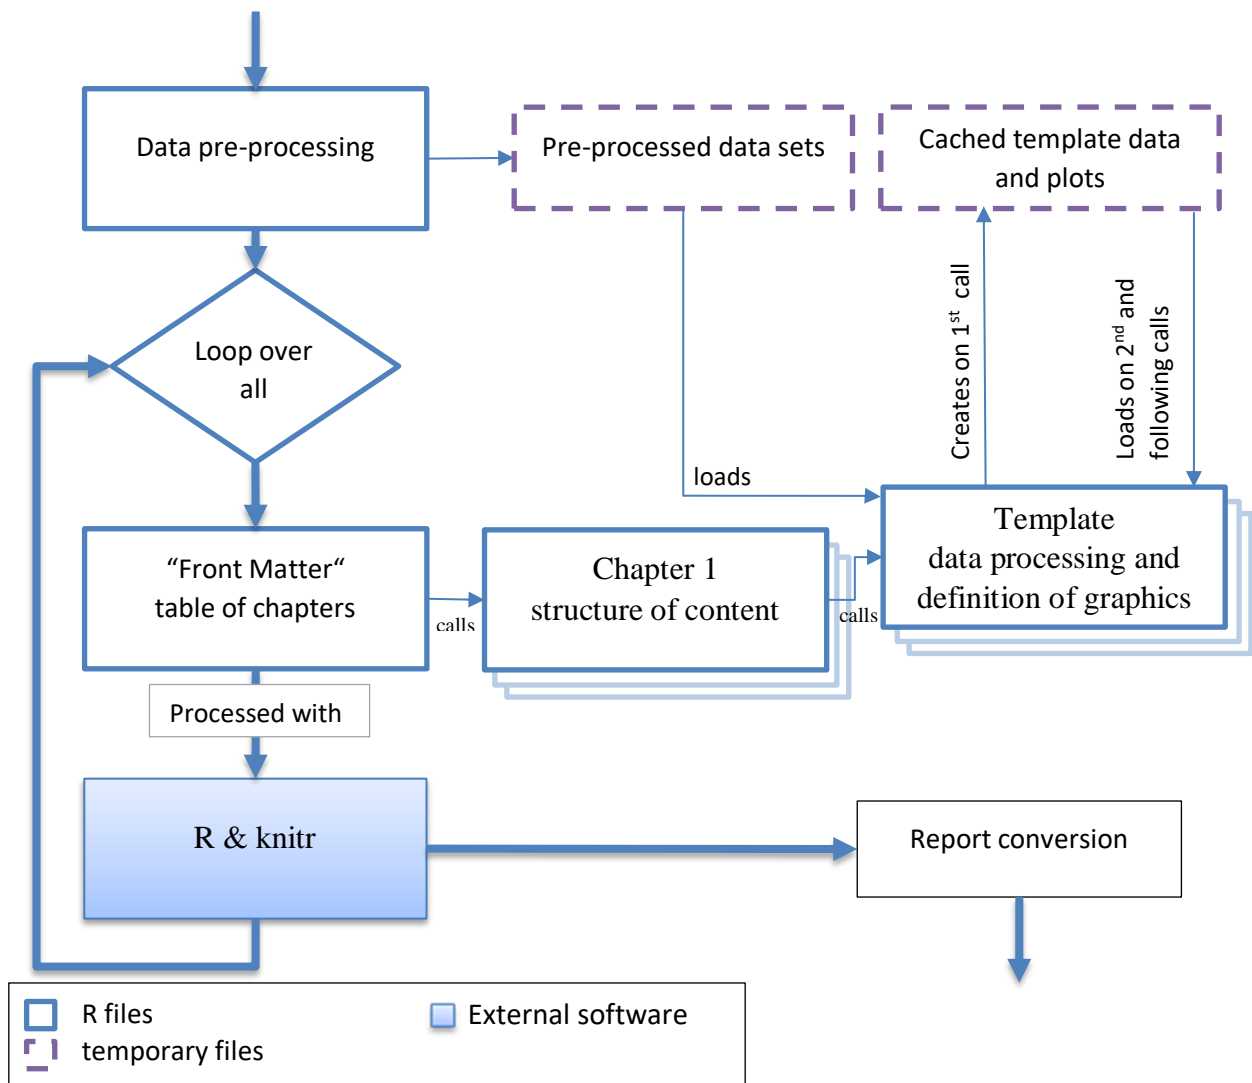 Data pre-processing
Pre-processed data sets
Cached template data
and plots
Loop over
all
Creates on 1st call
Loads on 2nd and
following calls
loads
“Front Matter“
table of chapters
calls
Chapter 1
structure of content
calls
Template
data processing and
definition of graphics
Processed with
R & knitr
Report conversion
R files
External software
temporary files